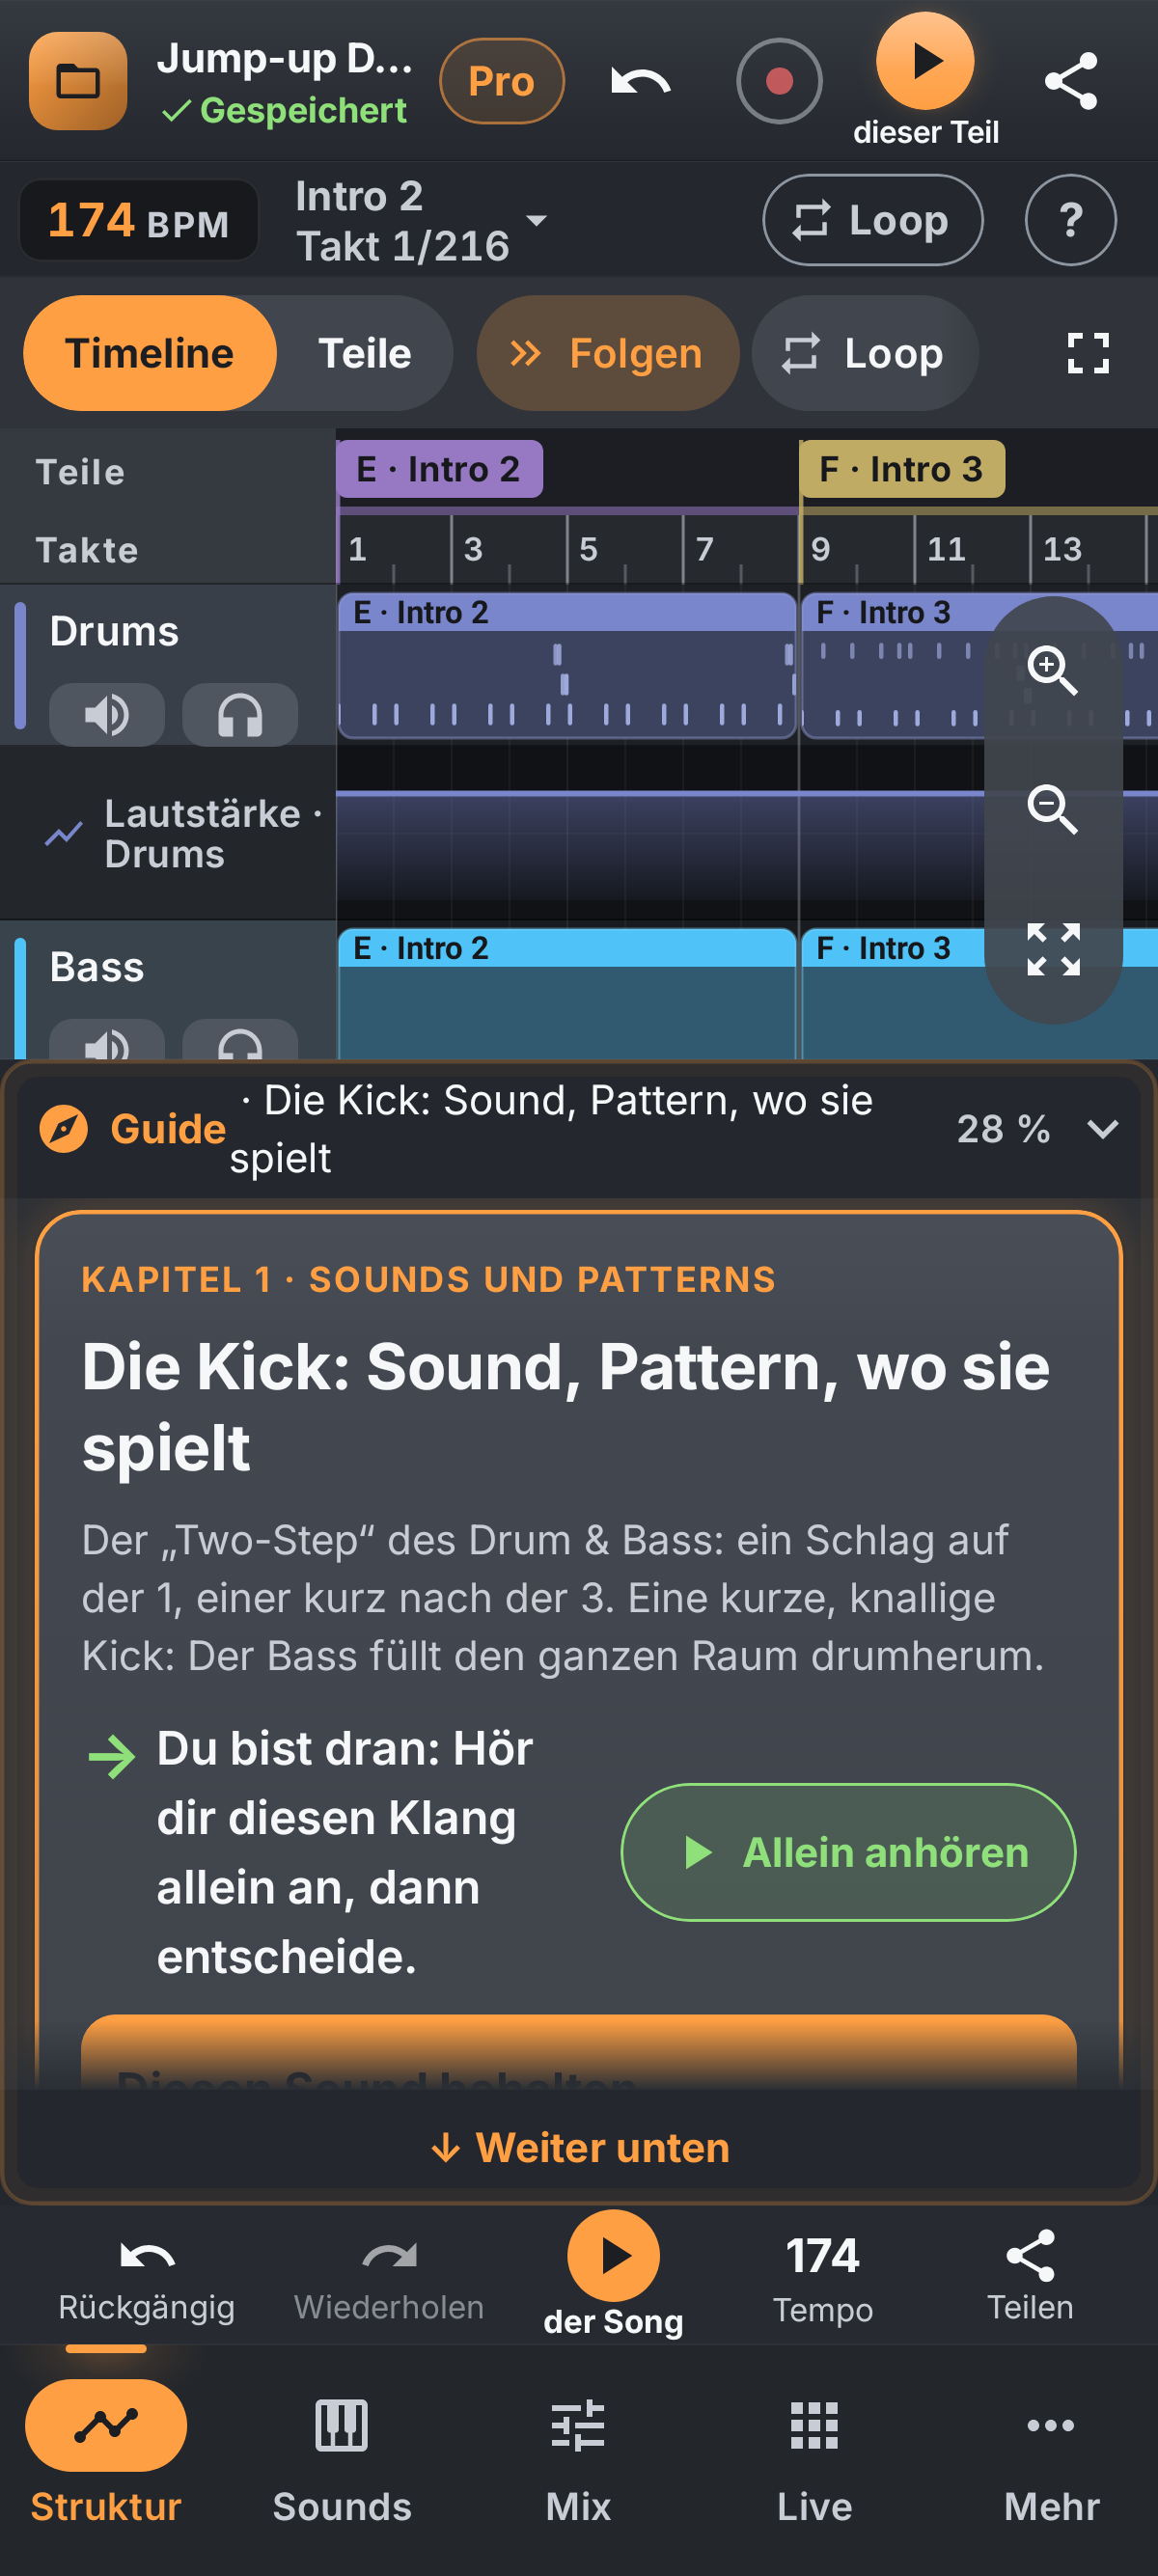 Jump-up D...
Gespeichert
Pro
dieser Teil
174 BPM
Intro 2
Takt 1/216
Loop
?
Timeline
Teile
Folgen
Loop
Teile
E · Intro 2
F · Intro 3
Takte
1 3 5 7 9 11 13
Drums
E · Intro 2
F · Intro 3
Lautstärke ·
Drums
Bass
E · Intro 2
F · Intro 3
Guide · Die Kick: Sound, Pattern, wo sie
spielt
28 %
KAPITEL 1 · SOUNDS UND PATTERNS
Die Kick: Sound, Pattern, wo sie
spielt
Der „Two-Step“ des Drum & Bass: ein Schlag auf
der 1, einer kurz nach der 3. Eine kurze, knallige
Kick: Der Bass füllt den ganzen Raum drumherum.
Du bist dran: Hör
dir diesen Klang
allein an, dann
entscheide.
Allein anhören
Diesen Sound behalten
↓ Weiter unten
Rückgängig
Wiederholen
der Song
174
Tempo
Teilen
Struktur
Sounds
Mix
Live
Mehr